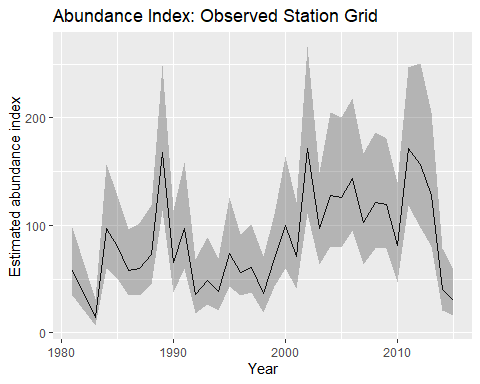 Abundance Index: Observed Station Grid
Estimated abundance index
200
100
0
1980
1990
2000
2010
Year